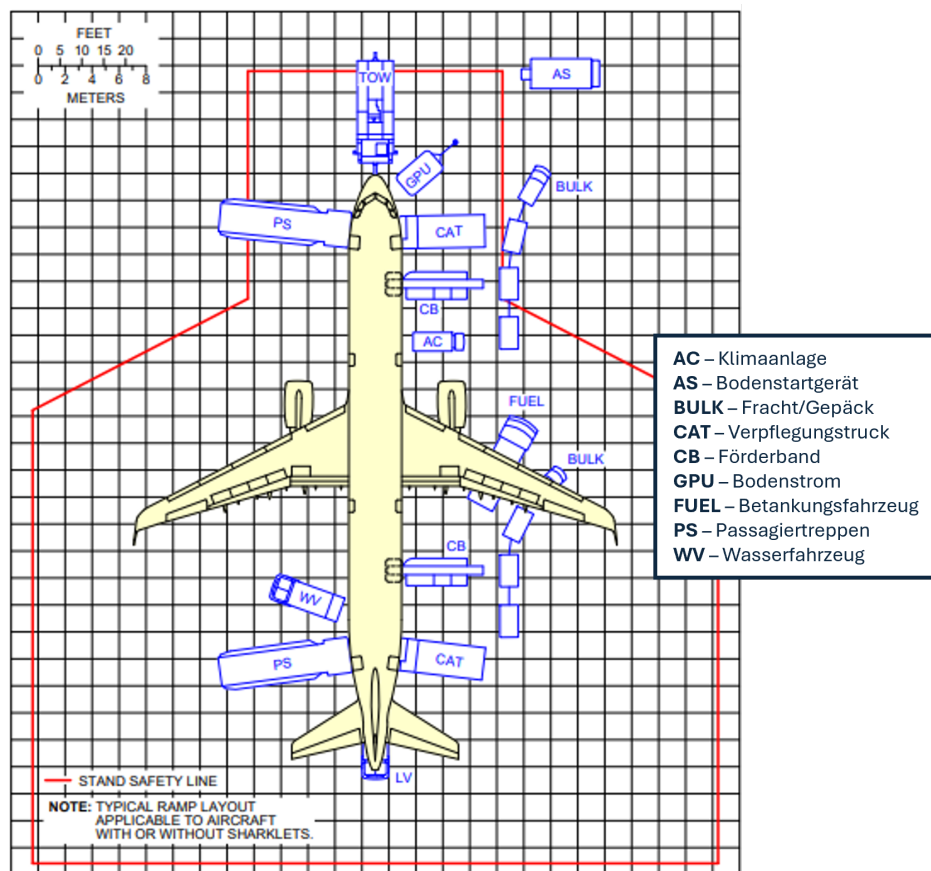 FEET
0 5 10 15 20
0 2 4 6 8
METERS
TOW
AS
GPU
BULK
PS
CAT
CB
AC
FUEL
BULK
CB
WV
PS
CAT
LV
STAND SAFETY LINE
NOTE: TYPICAL RAMP LAYOUT
APPLICABLE TO AIRCRAFT
WITH OR WITHOUT SHARKLETS.
AC – Klimaanlage
AS – Bodenstartgerät
BULK – Fracht/Gepäck
CAT – Verpflegungstruck
CB – Förderband
GPU – Bodenstrom
FUEL – Betankungsfahrzeug
PS – Passagiertreppen
WV – Wasserfahrzeug